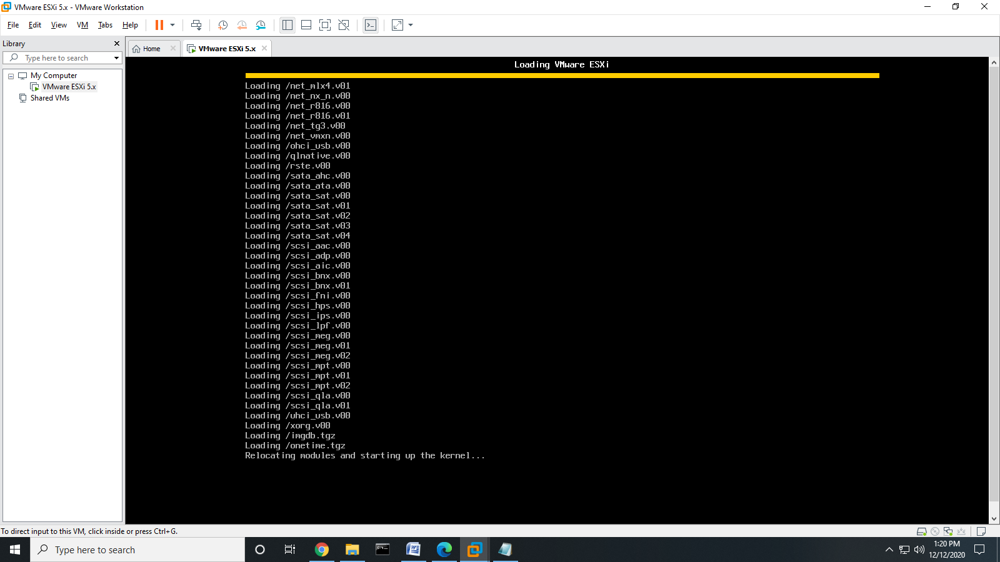 VMware ESXi 5.x - VMware Workstation
File Edit View VM Tabs Help
Library
Type here to search
My Computer
VMware ESXi 5.x
Shared VMs
Home
VMware ESXi 5.x
Loading VMware ESXi
Loading /net_mlx4.v01
Loading /net_nx_n.v00
Loading /net_r816.v00
Loading /net_r816.v01
Loading /net_tg3.v00
Loading /net_vmxn.v00
Loading /ohci_usb.v00
Loading /qlnative.v00
Loading /rste.v00
Loading /sata_ahc.v00
Loading /sata_ata.v00
Loading /sata_sat.v00
Loading /sata_sat.v01
Loading /sata_sat.v02
Loading /sata_sat.v03
Loading /sata_sat.v04
Loading /scsi_aac.v00
Loading /scsi_adp.v00
Loading /scsi_aic.v00
Loading /scsi_bnx.v00
Loading /scsi_bnx.v01
Loading /scsi_fni.v00
Loading /scsi_hps.v00
Loading /scsi_ips.v00
Loading /scsi_lpf.v00
Loading /scsi_meg.v00
Loading /scsi_meg.v01
Loading /scsi_meg.v02
Loading /scsi_mpt.v00
Loading /scsi_mpt.v01
Loading /scsi_mpt.v02
Loading /scsi_qla.v00
Loading /scsi_qla.v01
Loading /uhci_usb.v00
Loading /xorg.v00
Loading /imgdb.tgz
Loading /onetime.tgz
Relocating modules and starting up the kernel...
To direct input to this VM, click inside or press Ctrl+G.
Type here to search
1:20 PM
12/12/2020